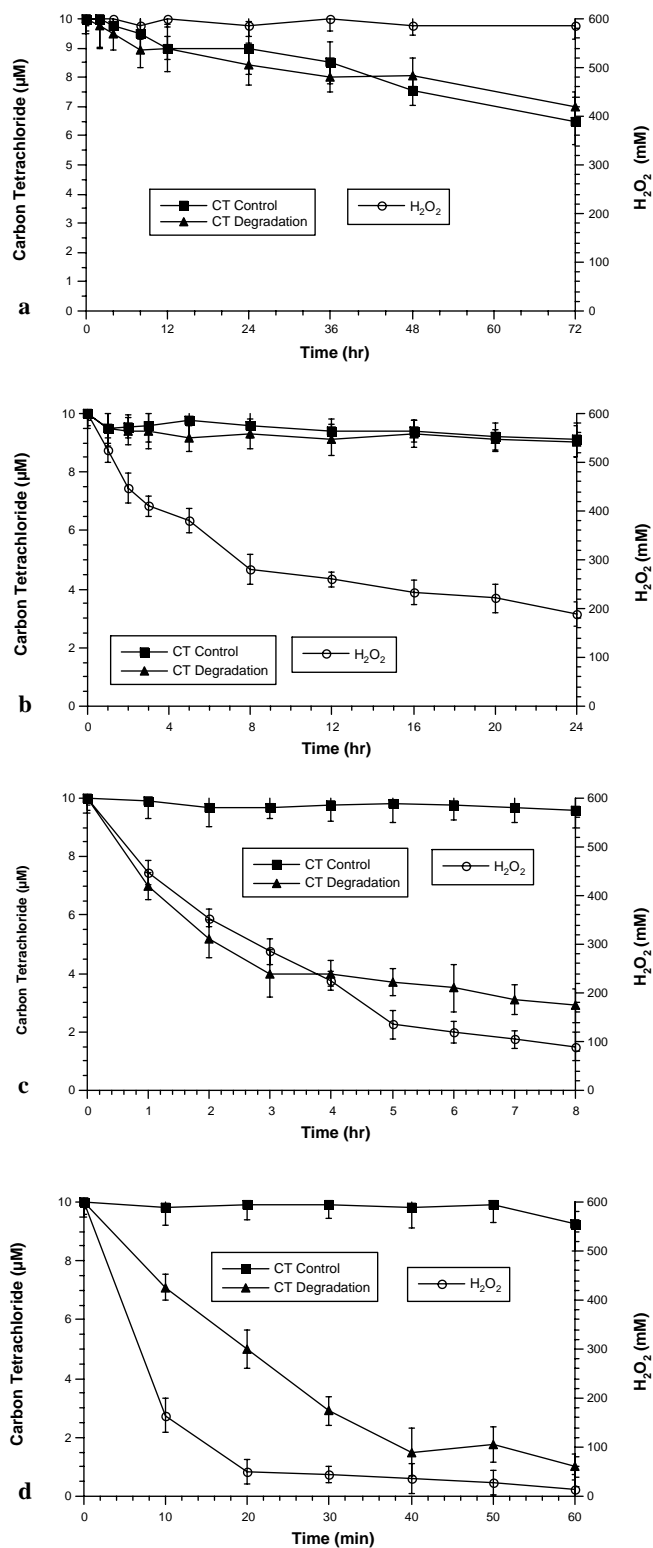 10
9
8
7
6
5
4
3
2
1
0
Carbon Tetrachloride (µM)
600
500
400
300
200
100
0
H₂O₂ (mM)
CT Control
CT Degradation
H₂O₂
0 12 24 36 48 60 72
Time (hr)
a
10
8
6
4
2
0
Carbon Tetrachloride (µM)
600
500
400
300
200
100
0
H₂O₂ (mM)
CT Control
CT Degradation
H₂O₂
0 4 8 12 16 20 24
Time (hr)
b
10
8
6
4
2
0
Carbon Tetrachloride (µM)
600
500
400
300
200
100
0
H₂O₂ (mM)
CT Control
CT Degradation
H₂O₂
0 1 2 3 4 5 6 7 8
Time (hr)
c
10
8
6
4
2
0
Carbon Tetrachloride (µM)
600
500
400
300
200
100
0
H₂O₂ (mM)
CT Control
CT Degradation
H₂O₂
0 10 20 30 40 50 60
Time (min)
d